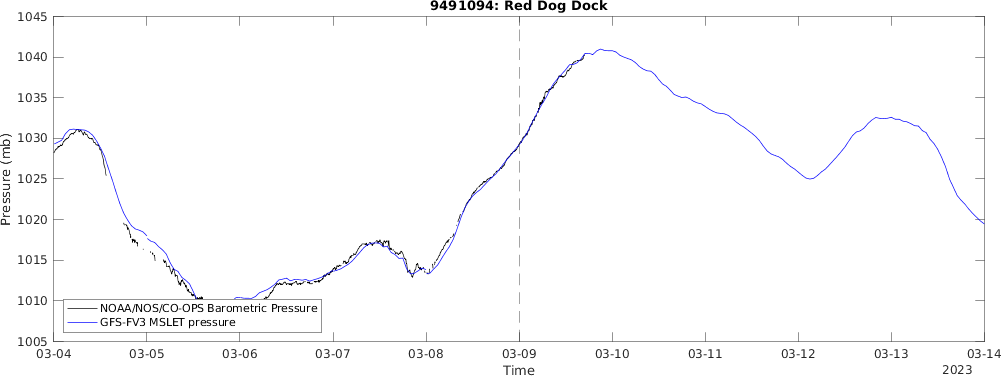 9491094: Red Dog Dock
1045
1040
1035
1030
1025
1020
1015
1010
1005
Pressure (mb)
NOAA/NOS/CO-OPS Barometric Pressure
GFS-FV3 MSLET pressure
03-04 03-05 03-06 03-07 03-08 03-09 03-10 03-11 03-12 03-13 03-14
Time
2023